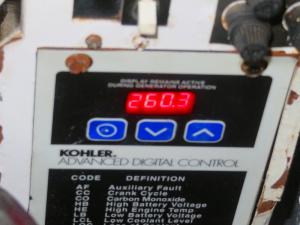 DISPLAY REMAINS ACTIVE
DURING GENERATOR OPERATION
260.3
KOHLER
ADVANCED DIGITAL CONTROL
CODE DEFINITION
AF Auxiliary Fault
CC Crank Cycle
CO Carbon Monoxide
HB High Battery Voltage
HE High Engine Temp
LB Low Battery Voltage
LCL Low Coolant Level